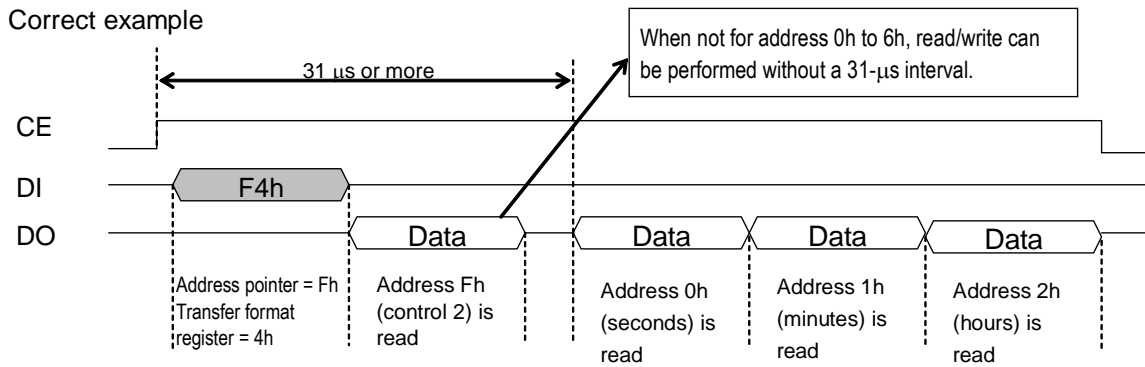 Correct example
When not for address 0h to 6h, read/write can
be performed without a 31-μs interval.
31 μs or more
CE
DI
F4h
DO
Data
Data
Data
Data
Address pointer = Fh
Transfer format
register = 4h
Address Fh
(control 2) is
read
Address 0h
(seconds) is
read
Address 1h
(minutes) is
read
Address 2h
(hours) is
read